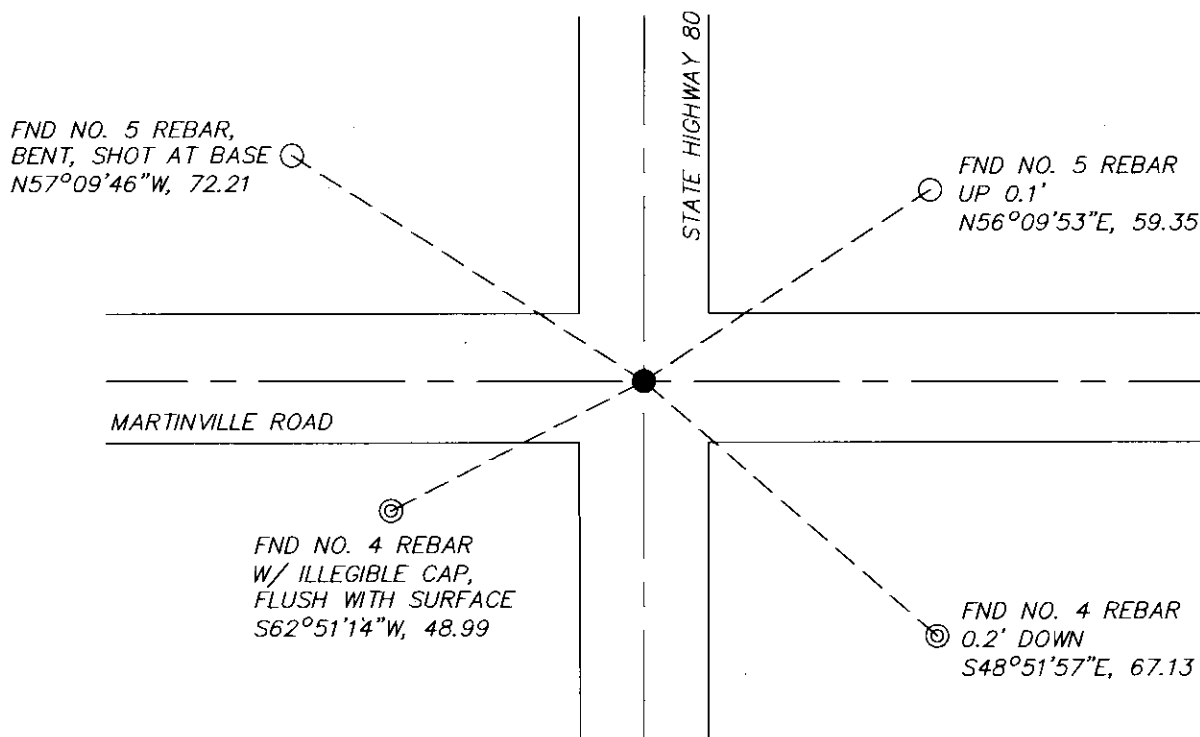 STATE HIGHWAY 80
FND NO. 5 REBAR,
BENT, SHOT AT BASE
N57°09'46"W, 72.21
FND NO. 5 REBAR
UP 0.1'
N56°09'53"E, 59.35
MARTINVILLE ROAD
FND NO. 4 REBAR
W/ ILLEGIBLE CAP,
FLUSH WITH SURFACE
S62°51'14"W, 48.99
FND NO. 4 REBAR
0.2' DOWN
S48°51'57"E, 67.13